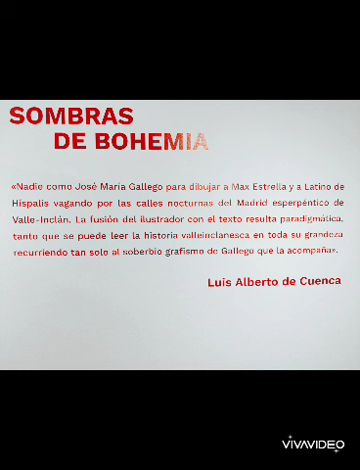 SOMBRAS
DE BOHEMIA
«Nadie como José María Gallego para dibujar a Max Estrella y a Latino de
Hispalis vagando por las calles nocturnas del Madrid esperpéntico de
Valle-Inclán. La fusión del ilustrador con el texto resulta paradigmática,
tanto que se puede leer la historia valleinclanesca en toda su grandeza
recurriendo tan solo al soberbio grafismo de Gallego que la acompaña».
Luis Alberto de Cuenca
VIVAVIDEO